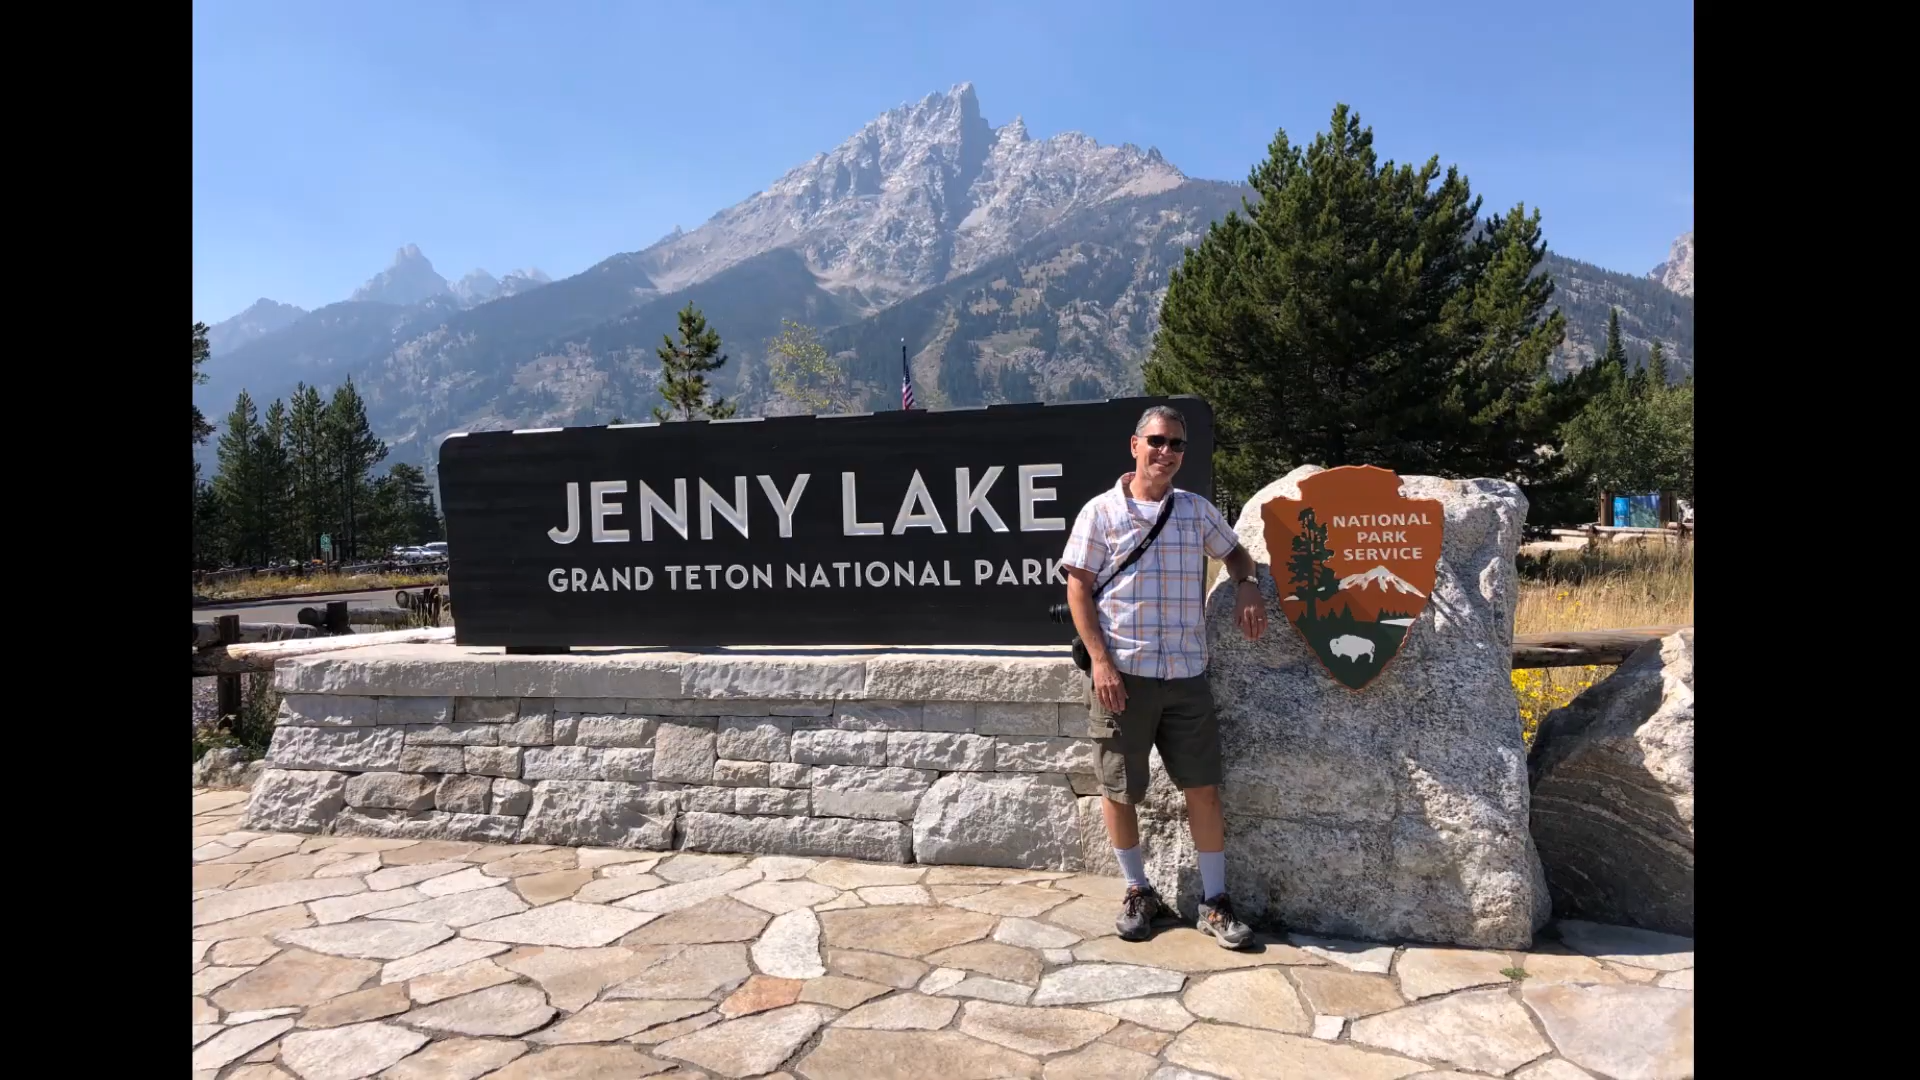 JENNY LAKE
GRAND TETON NATIONAL PARK
NATIONAL
PARK
SERVICE